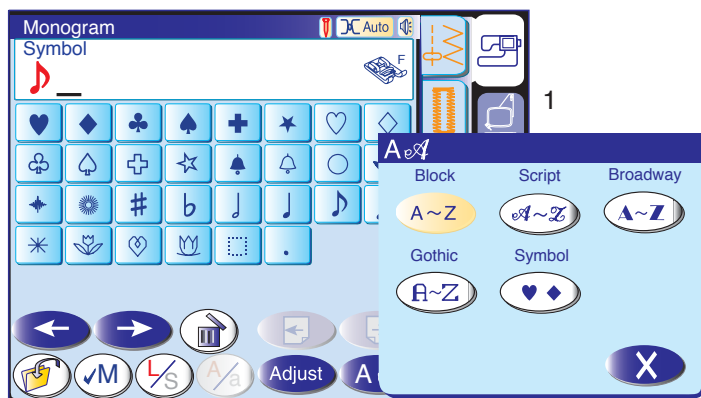 Monogram
Auto
Symbol
F
1
A A
Block Script Broadway
A~Z A~Z A~Z
Gothic Symbol
A~Z
✓M L/S A/a Adjust A
X